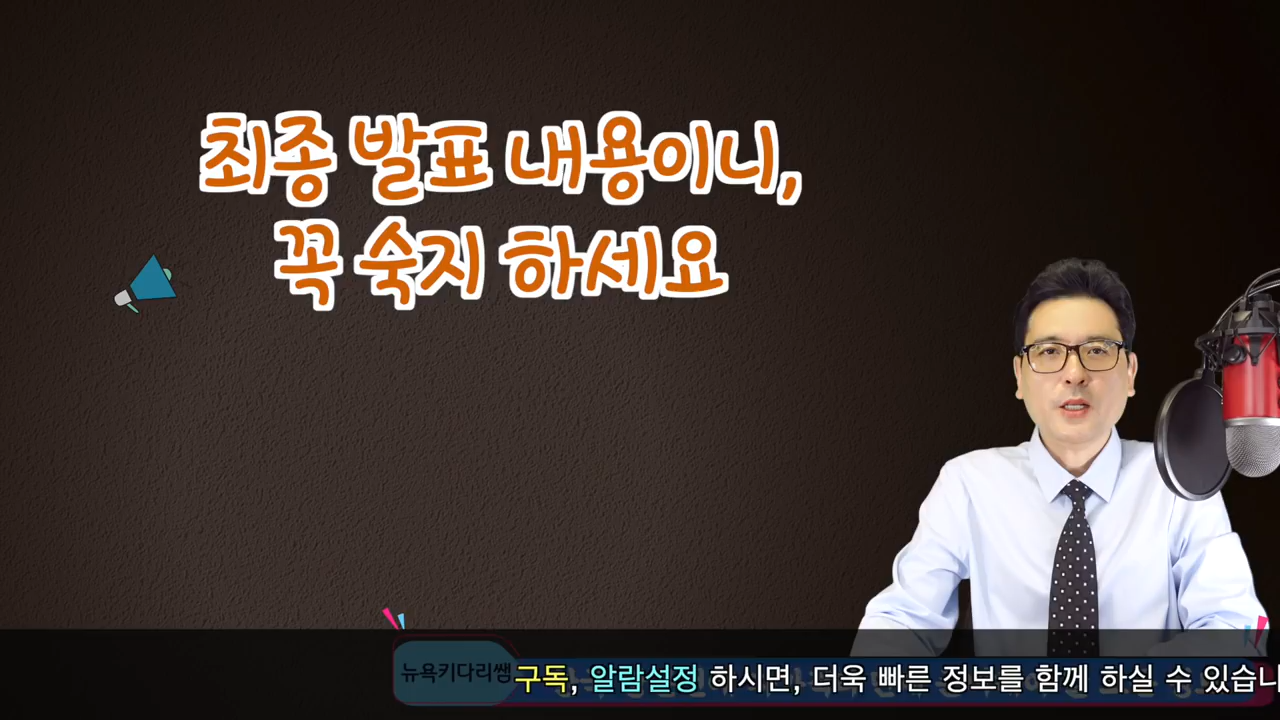 최종 발표 내용이니,
꼭 숙지 하세요
뉴욕키다리쌤
구독, 알람설정 하시면, 더욱 빠른 정보를 함께 하실 수 있습니